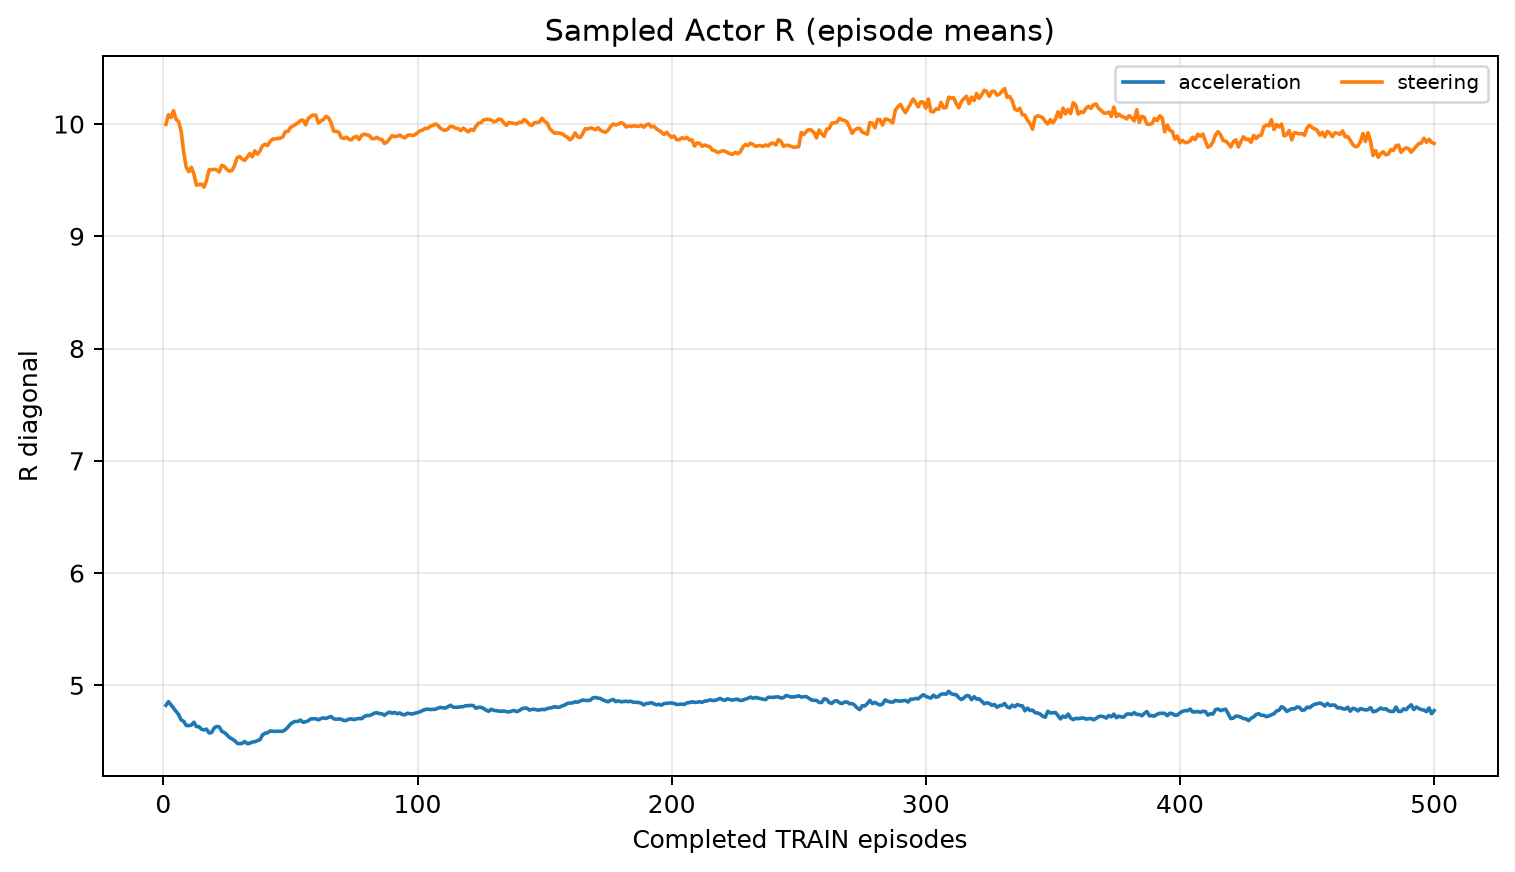 Sampled Actor R (episode means)
acceleration steering
10
9
8
7
6
5
R diagonal
0 100 200 300 400 500
Completed TRAIN episodes